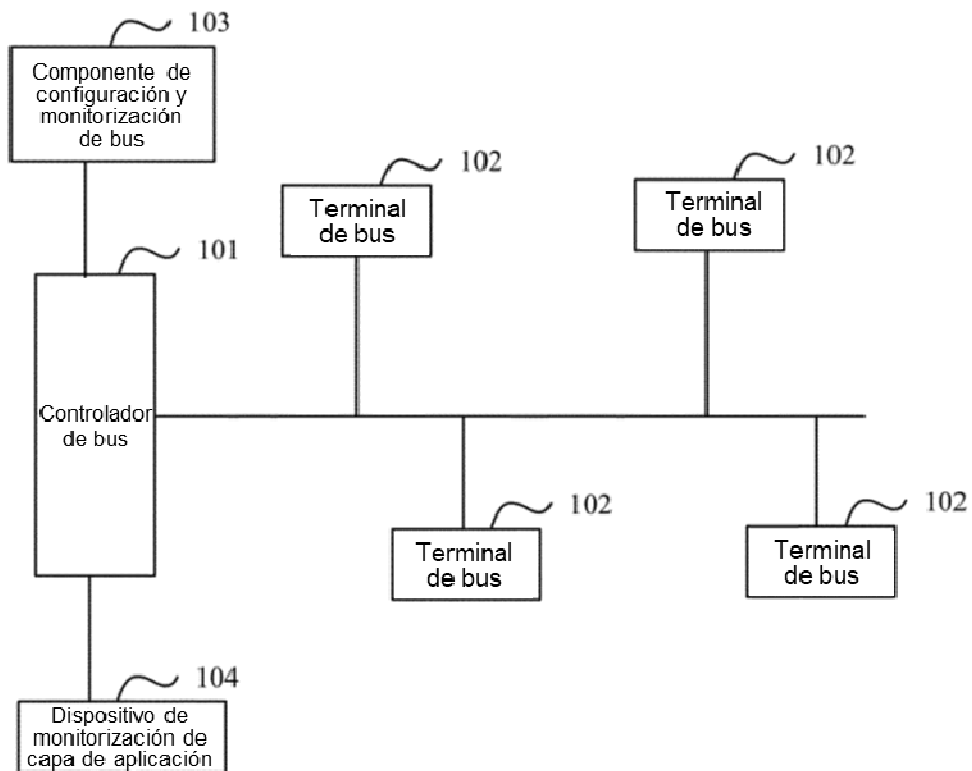 103
Componente de
configuración y
monitorización
de bus
102
Terminal
de bus
102
Terminal
de bus
101
Controlador
de bus
102
Terminal
de bus
102
Terminal
de bus
104
Dispositivo de
monitorización de
capa de aplicación